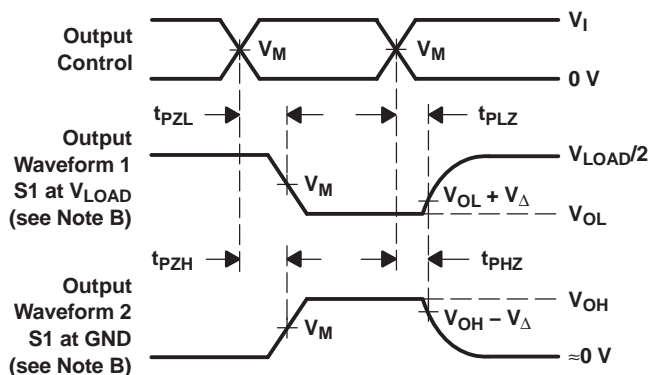 Output
Control
V_I
V_M
V_M
0 V
t_PZL
t_PLZ
Output
Waveform 1
S1 at V_LOAD
(see Note B)
V_LOAD/2
V_M
V_OL + V_Δ
V_OL
t_PZH
t_PHZ
Output
Waveform 2
S1 at GND
(see Note B)
V_OH
V_M
V_OH – V_Δ
≈0 V